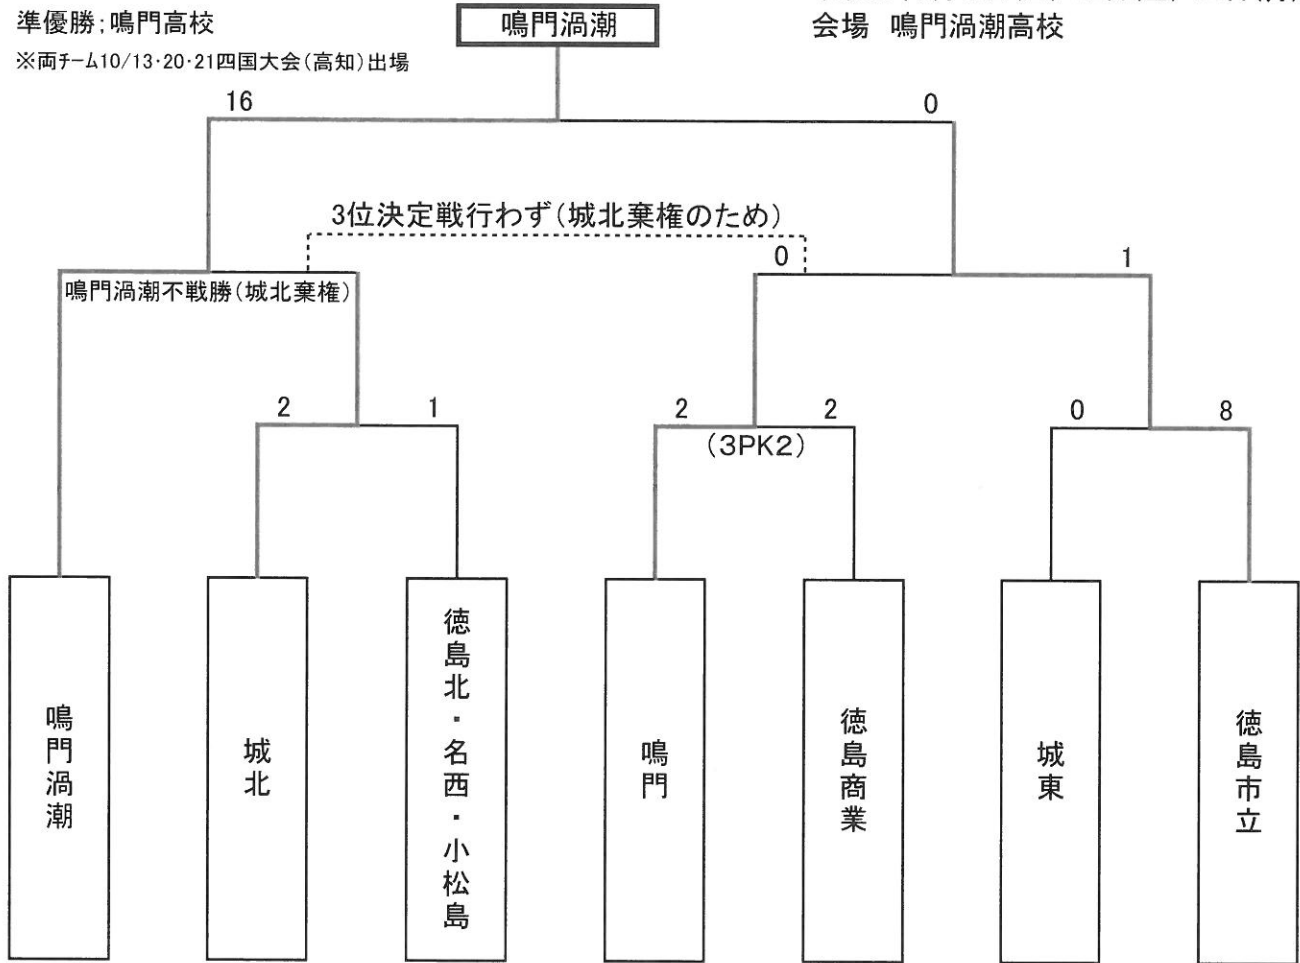 準優勝;鳴門高校
鳴門渦潮
会場 鳴門渦潮高校
※両チーム10/13・20・21四国大会(高知)出場
16
0
3位決定戦行わず(城北棄権のため)
0
1
鳴門渦潮不戦勝(城北棄権)
2
1
2
2
0
8
(3PK2)
鳴門渦潮
城北
徳島北・名西・小松島
鳴門
徳島商業
城東
徳島市立